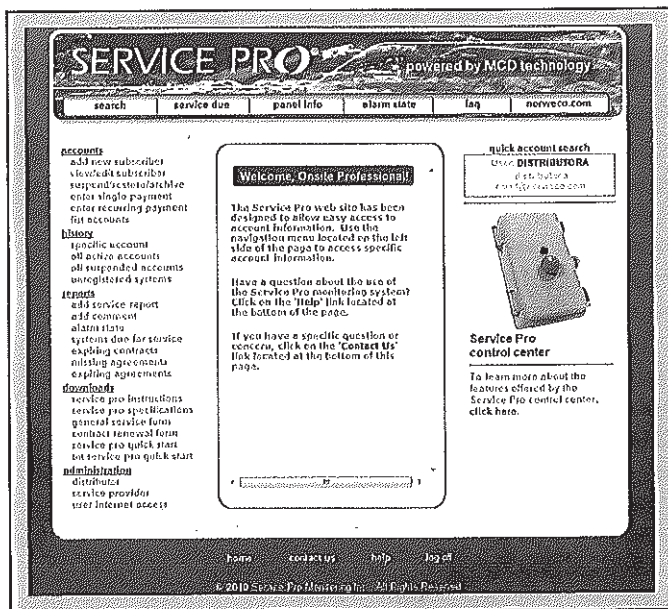 SERVICE PRO® powered by MCD technology
search service due panel info alarm state faq norweco.com
accounts
add new subscriber
view/edit subscriber
suspend/restore/archive
enter single payment
enter recurring payment
list accounts
history
specific account
all active accounts
all suspended accounts
unregistered systems
reports
add service report
add comment
alarm state
systems due for service
expiring contracts
missing agreements
expiring agreements
downloads
service pro instructions
service pro specifications
general service form
contract renewal form
service pro quick start
service pro quick start
administration
distributor
service provider
user internet access
Welcome, Onsite Professional!
The Service Pro web site has been
designed to allow easy access to
account information. Use the
navigation menu located on the left
side of the page to access specific
account information.
Have a question about the use of
the Service Pro monitoring system?
Click on the 'Help' link located at
the bottom of the page.
If you have a specific question or
concern, click on the 'Contact Us'
link located at the bottom of this
page.
quick account search
User: DISTRIBUTORA
distributora
Service Pro
control center
To learn more about the
features offered by the
Service Pro control center,
click here.
home contact us help log off
© 2010 Service Pro Monitoring Inc. All Rights Reserved